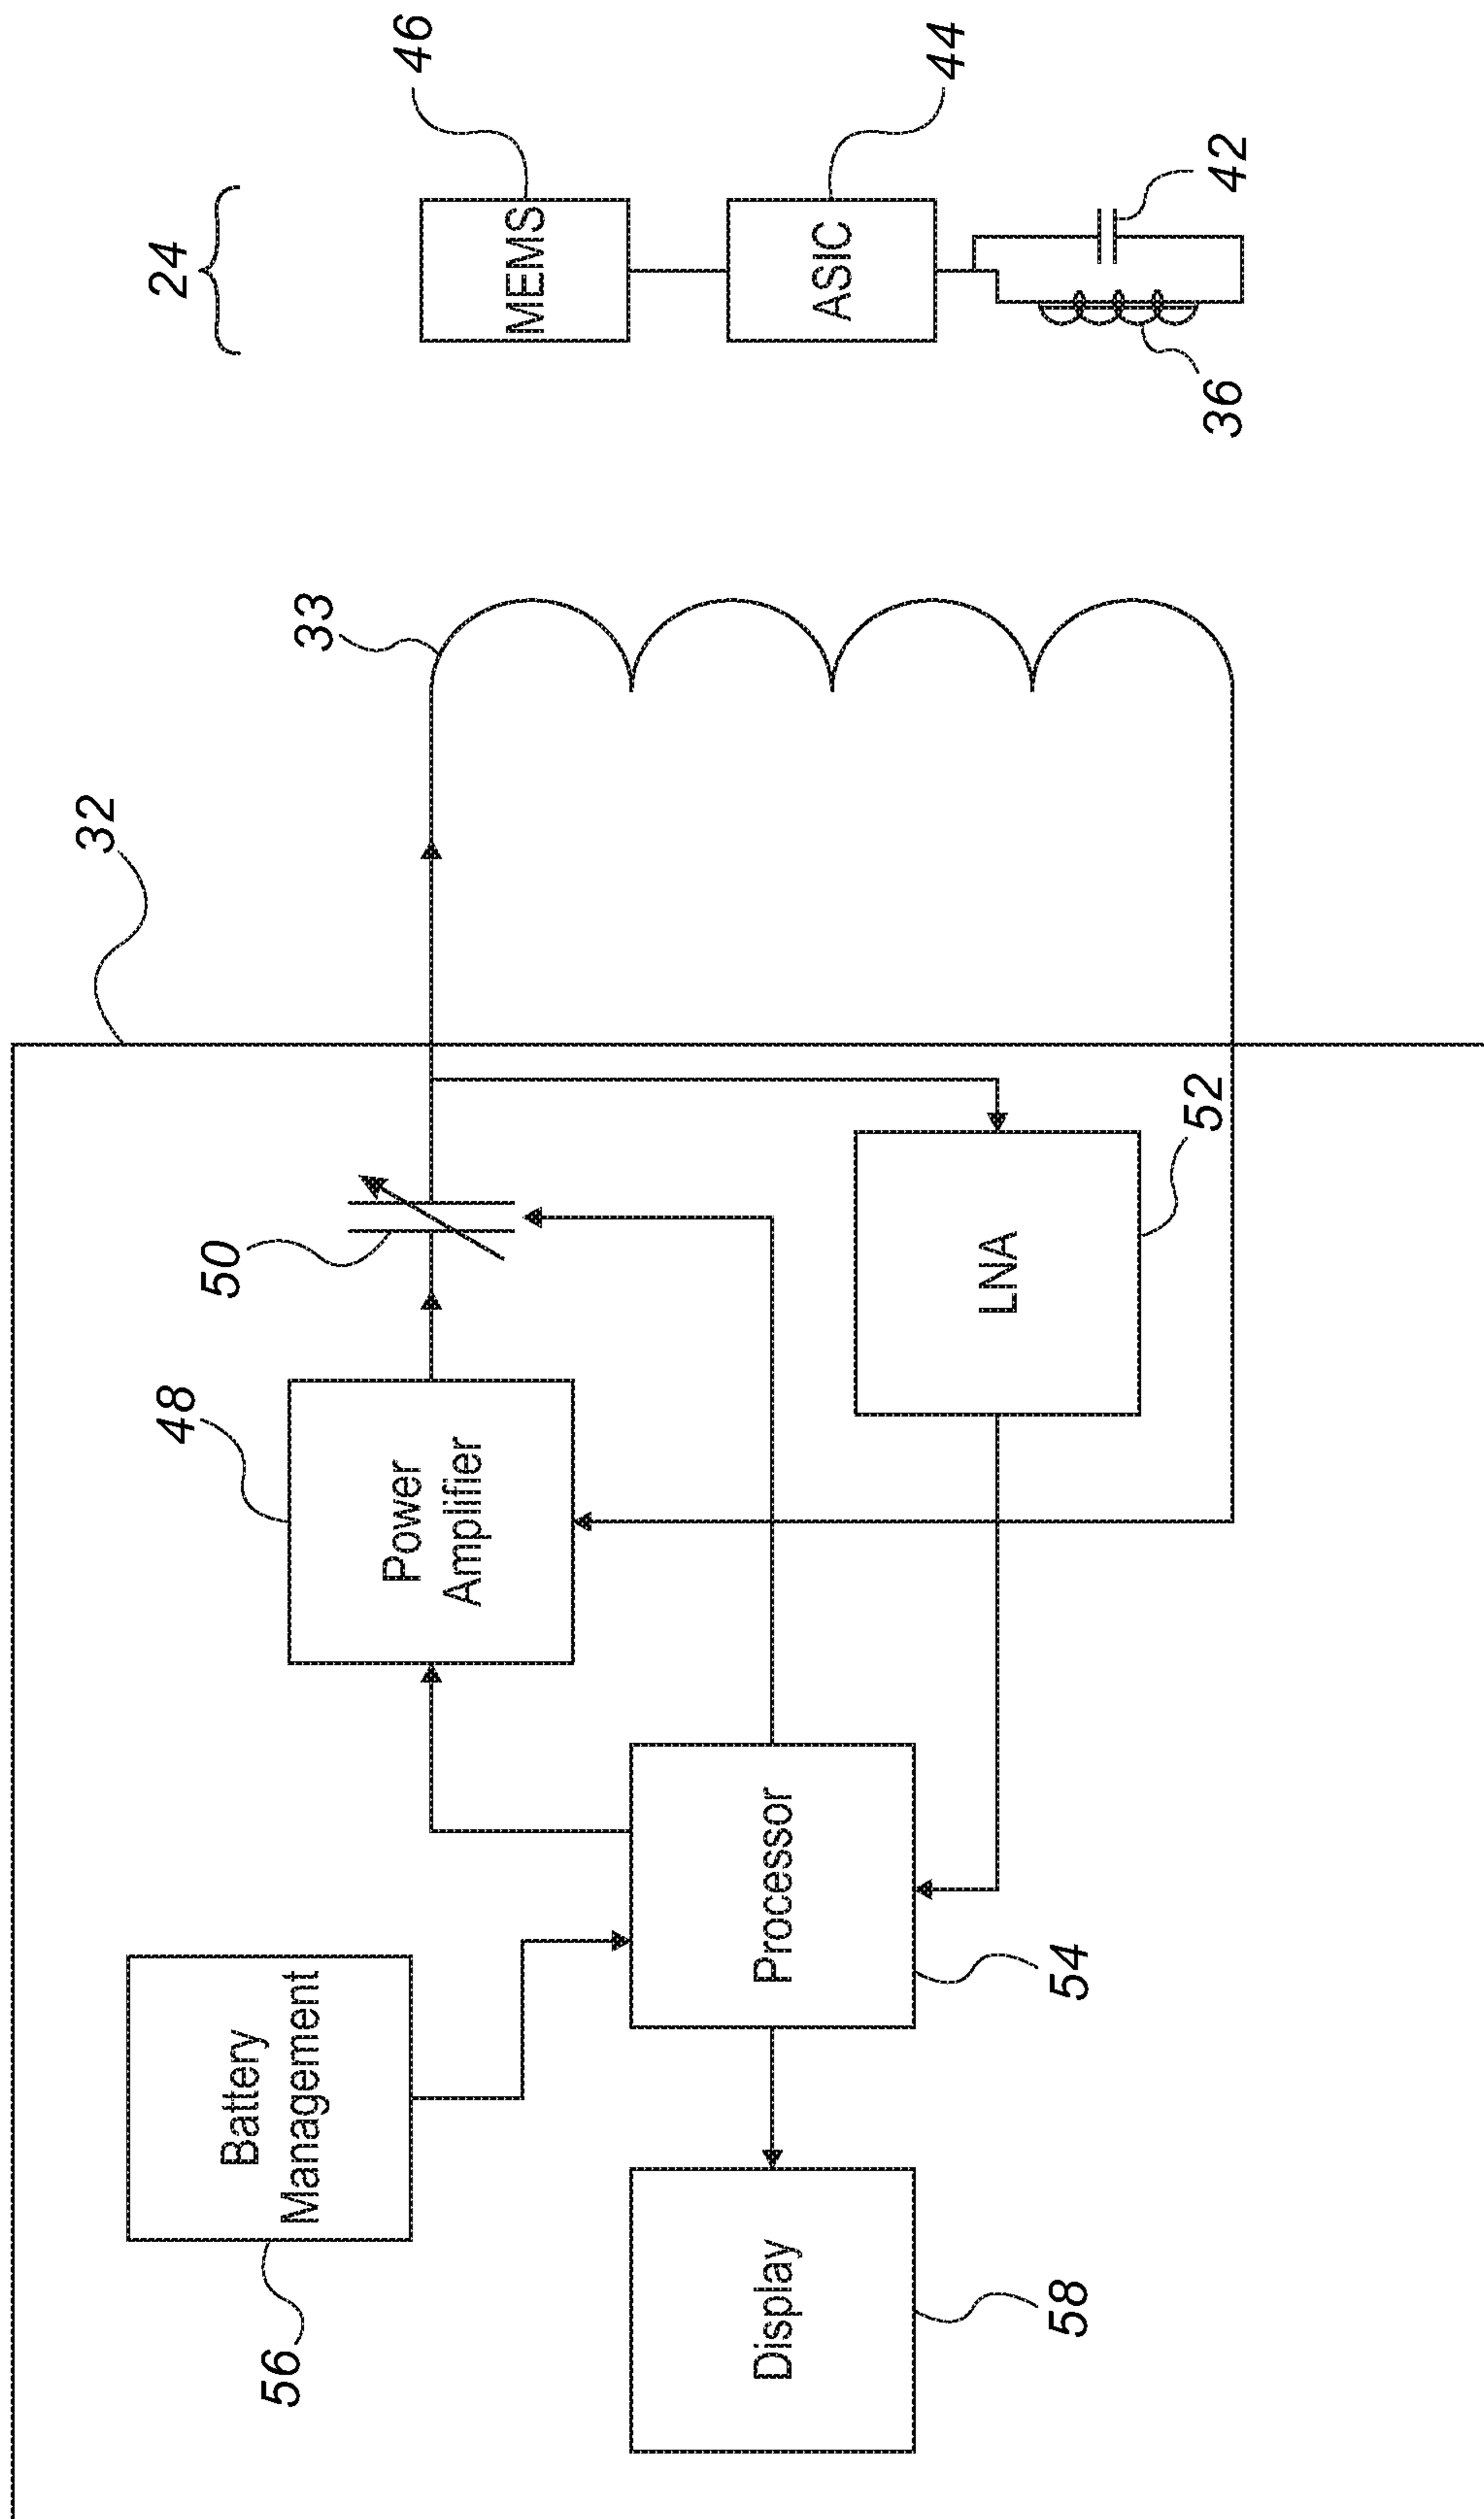 32
24
56
Battery
Management
48
Power
Amplifier
50
33
46
MEMS
Display
58
Processor
54
LNA
52
ASIC
44
36
42